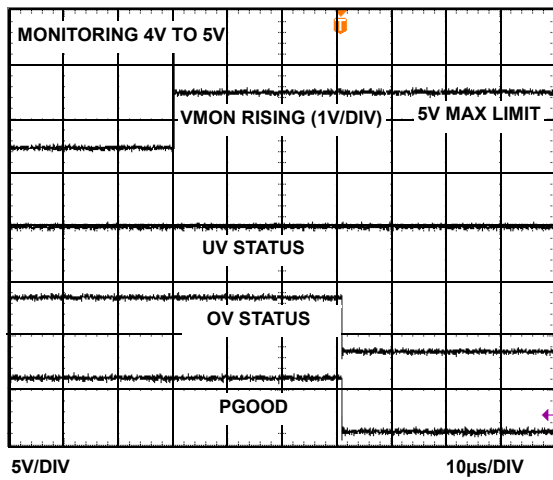 MONITORING 4V TO 5V
T
VMON RISING (1V/DIV)
5V MAX LIMIT
UV STATUS
OV STATUS
PGOOD
5V/DIV
10µs/DIV